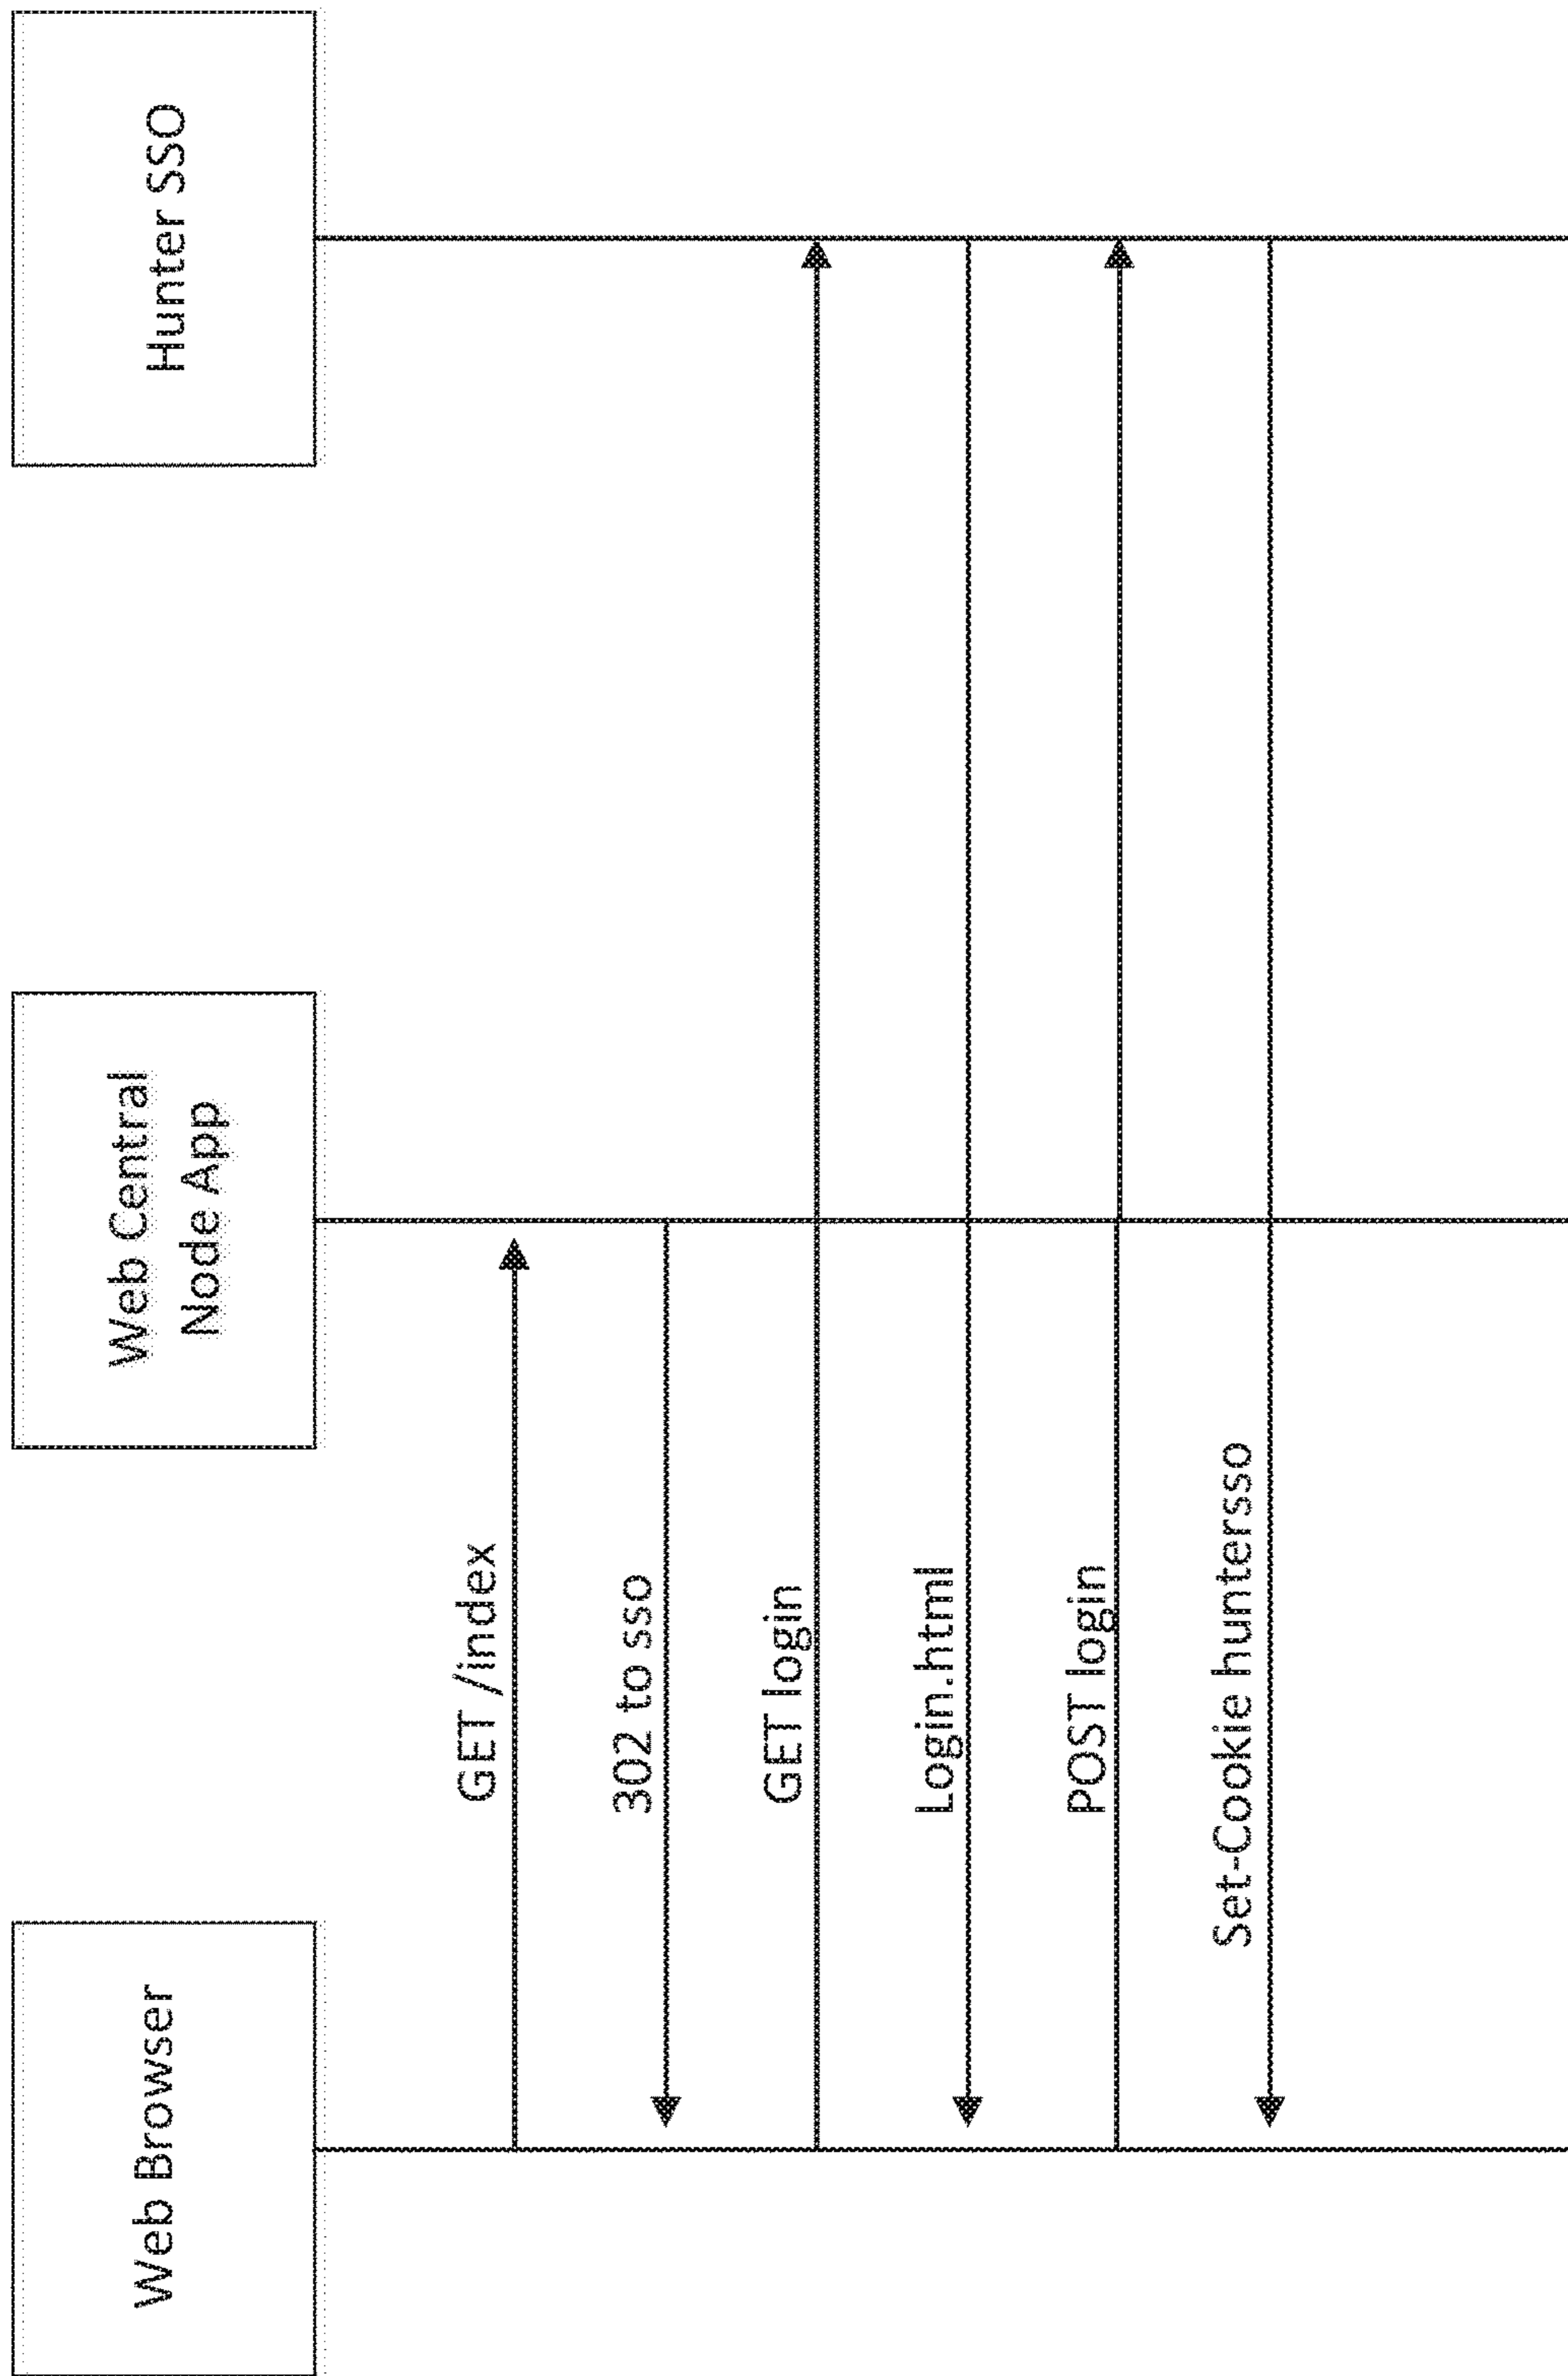 Web Browser
Web Central
Node App
Hunter SSO
GET /index
302 to sso
GET login
Login.html
POST login
Set-Cookie huntersso